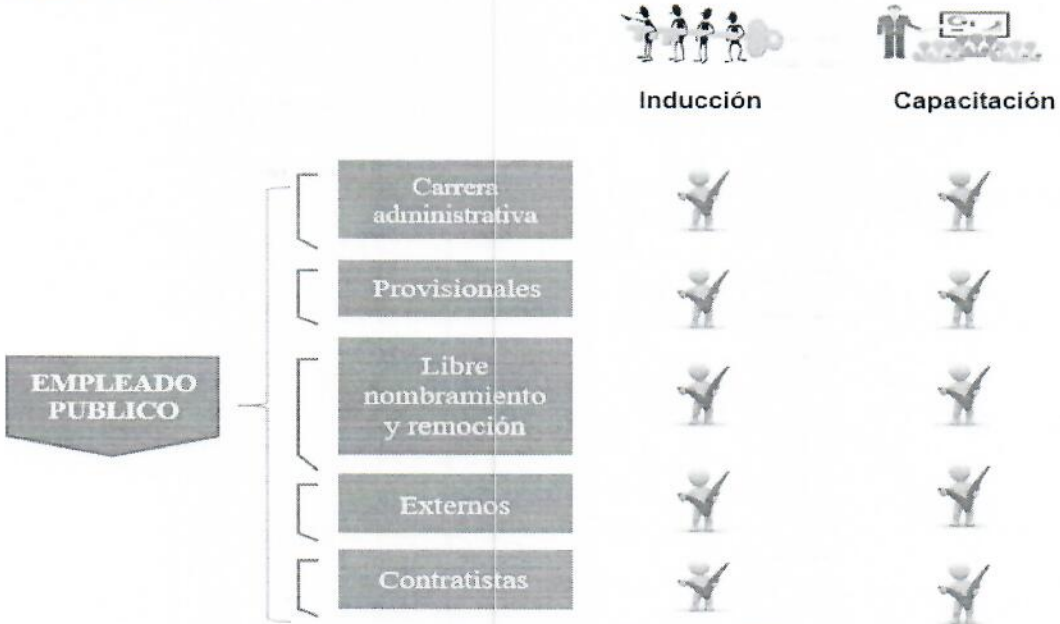 Inducción
Capacitación
Carrera
administrativa
Provisionales
Libre
nombramiento
y remoción
Externos
Contratistas
EMPLEADO
PUBLICO